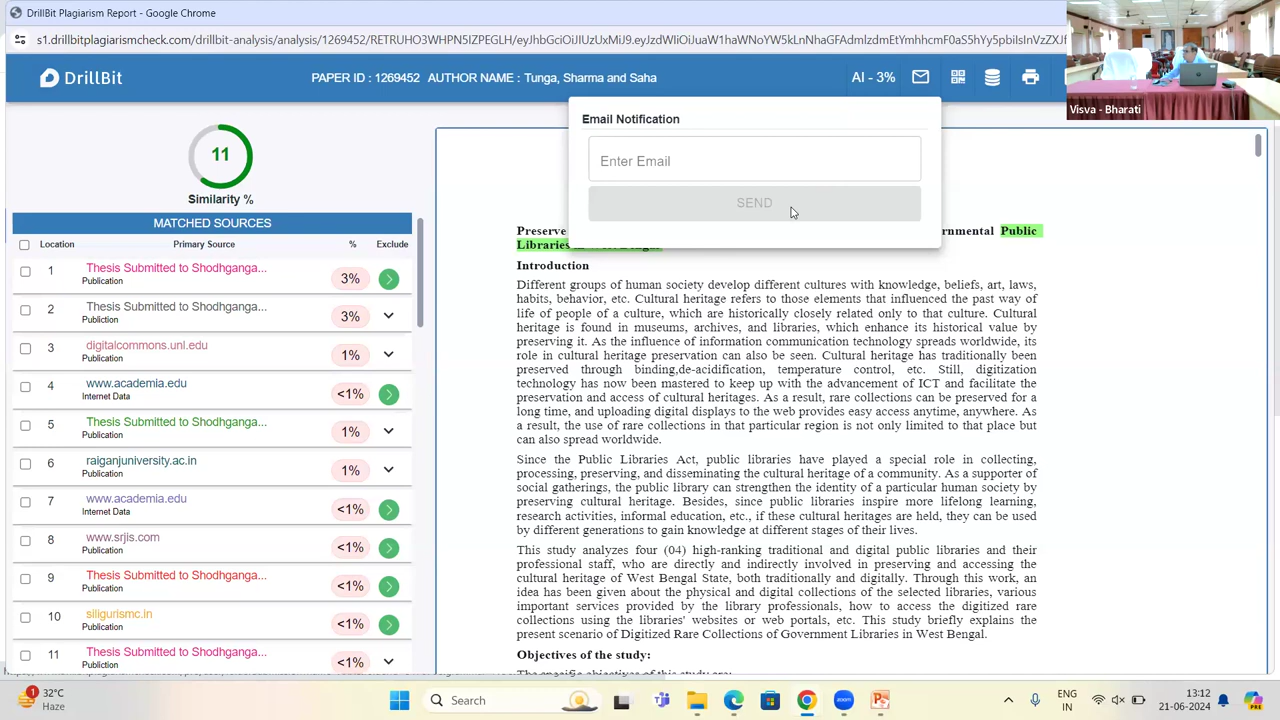 DrillBit Plagiarism Report - Google Chrome
DrillBit
PAPER ID : 1269452 AUTHOR NAME : Tunga, Sharma and Saha
AI - 3%
Visva - Bharati
11
Similarity %
MATCHED SOURCES
Location Primary Source % Exclude
1 Thesis Submitted to Shodhganga... 3%
Publication
2 Thesis Submitted to Shodhganga... 3%
Publiction
3 digitalcommons.unl.edu 1%
Publication
4 www.academia.edu <1%
Internet Data
5 Thesis Submitted to Shodhganga... 1%
Publication
6 raiganjuniversity.ac.in 1%
Publication
7 www.academia.edu <1%
Internet Data
8 www.srjis.com <1%
Publication
9 Thesis Submitted to Shodhganga... <1%
Publication
10 siligurismc.in <1%
Publication
11 Thesis Submitted to Shodhganga... <1%
Email Notification
Enter Email
SEND
Preserve
Public
Libraries
Introduction
Different groups of human society develop different cultures with knowledge, beliefs, art, laws,
habits, behavior, etc. Cultural heritage refers to those elements that influenced the past way of
life of people of a culture, which are historically closely related only to that culture. Cultural
heritage is found in museums, archives, and libraries, which enhance its historical value by
preserving it. As the influence of information communication technology spreads worldwide, its
role in cultural heritage preservation can also be seen. Cultural heritage has traditionally been
preserved through binding,de-acidification, temperature control, etc. Still, digitization
technology has now been mastered to keep up with the advancement of ICT and facilitate the
preservation and access of cultural heritages. As a result, rare collections can be preserved for a
long time, and uploading digital displays to the web provides easy access anytime, anywhere. As
a result, the use of rare collections in that particular region is not only limited to that place but
can also spread worldwide.
Since the Public Libraries Act, public libraries have played a special role in collecting,
processing, preserving, and disseminating the cultural heritage of a community. As a supporter of
social gatherings, the public library can strengthen the identity of a particular human society by
preserving cultural heritage. Besides, since public libraries inspire more lifelong learning,
research activities, informal education, etc., if these cultural heritages are held, they can be used
by different generations to gain knowledge at different stages of their lives.
This study analyzes four (04) high-ranking traditional and digital public libraries and their
professional staff, who are directly and indirectly involved in preserving and accessing the
cultural heritage of West Bengal State, both traditionally and digitally. Through this work, an
idea has been given about the physical and digital collections of the selected libraries, various
important services provided by the library professionals, how to access the digitized rare
collections using the libraries' websites or web portals, etc. This study briefly explains the
present scenario of Digitized Rare Collections of Government Libraries in West Bengal.
Objectives of the study:
1
32°C
Haze
Search
ENG
IN
13:12
21-06-2024